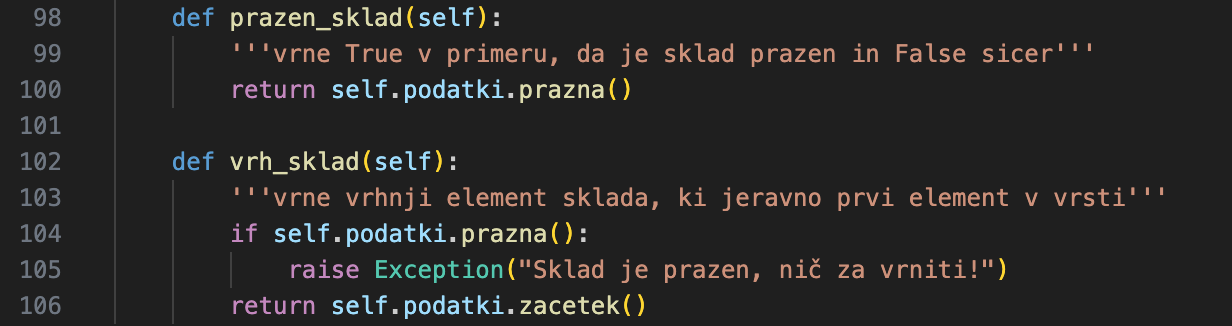 98 def prazen_sklad(self):
99 '''vrne True v primeru, da je sklad prazen in False sicer'''
100 return self.podatki.prazna()
101
102 def vrh_sklad(self):
103 '''vrne vrhnji element sklada, ki jeravno prvi element v vrsti'''
104 if self.podatki.prazna():
105 raise Exception("Sklad je prazen, nič za vrniti!")
106 return self.podatki.zacetek()